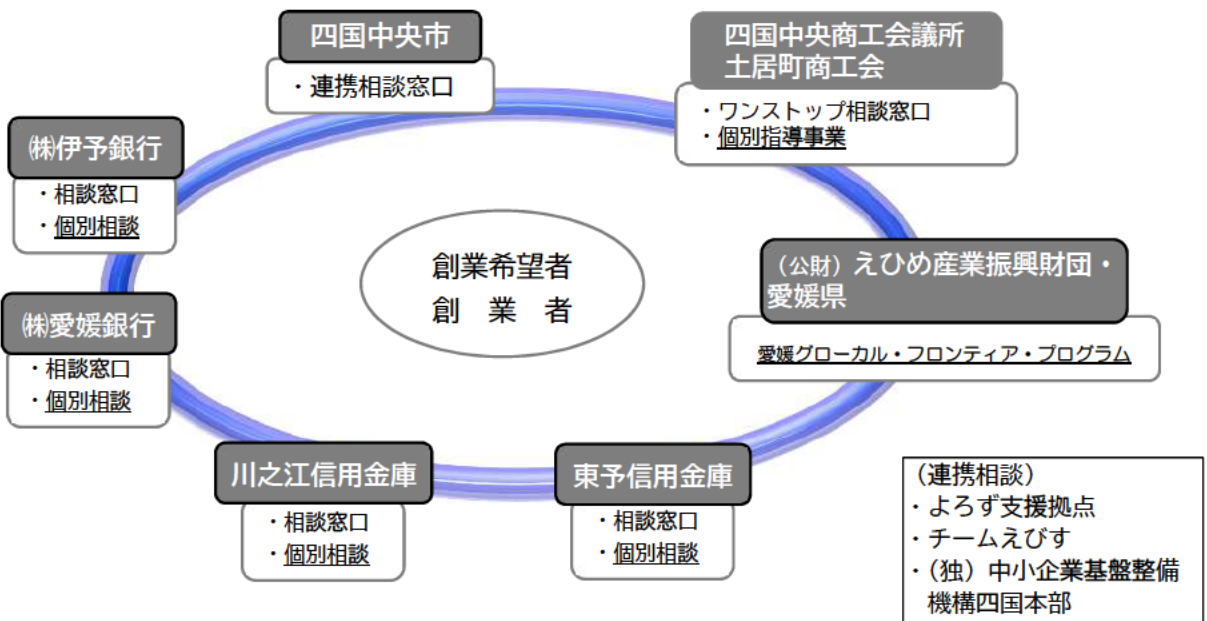 四国中央市
・連携相談窓口
四国中央商工会議所
土居町商工会
・ワンストップ相談窓口
・個別指導事業
㈱伊予銀行
・相談窓口
・個別相談
創業希望者
創　業　者
（公財）えひめ産業振興財団・
愛媛県
愛媛グローカル・フロンティア・プログラム
㈱愛媛銀行
・相談窓口
・個別相談
川之江信用金庫
・相談窓口
・個別相談
東予信用金庫
・相談窓口
・個別相談
（連携相談）
・よろず支援拠点
・チームえびす
・（独）中小企業基盤整備
機構四国本部